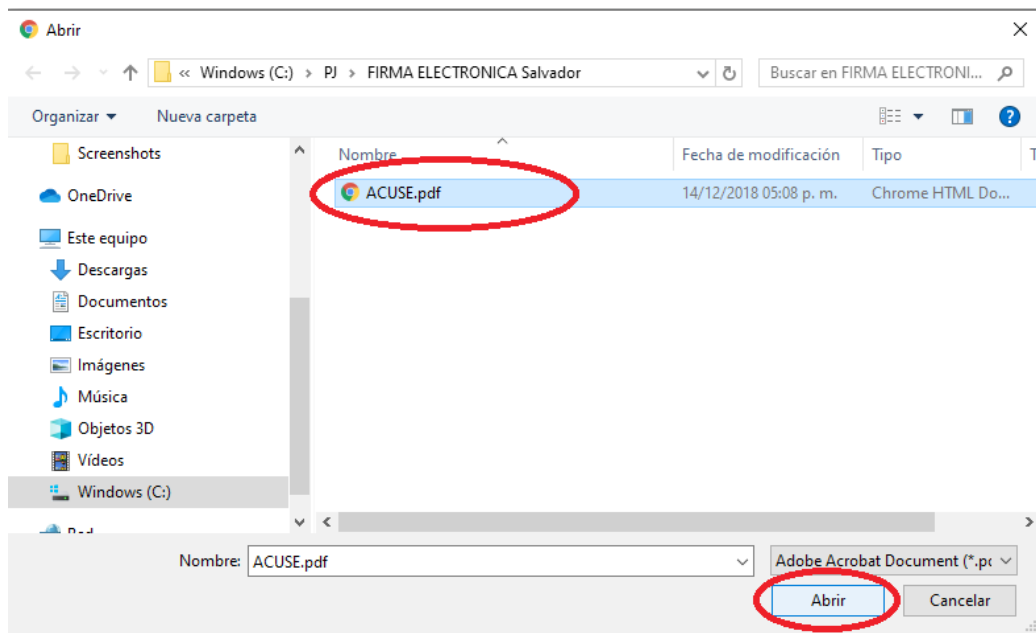 Abrir
« Windows (C:) > PJ > FIRMA ELECTRONICA Salvador
Buscar en FIRMA ELECTRONI...
Organizar
Nueva carpeta
?
Screenshots
OneDrive
Este equipo
Descargas
Documentos
Escritorio
Imágenes
Música
Objetos 3D
Vídeos
Windows (C:)
Nombre Fecha de modificación Tipo
ACUSE.pdf 14/12/2018 05:08 p. m. Chrome HTML Do...
Nombre: ACUSE.pdf
Adobe Acrobat Document (*.p
Abrir
Cancelar